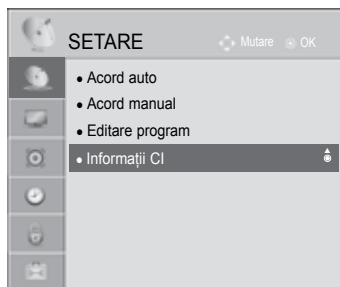 SETARE Mutare OK
• Acord auto
• Acord manual
• Editare program
• Informații CI